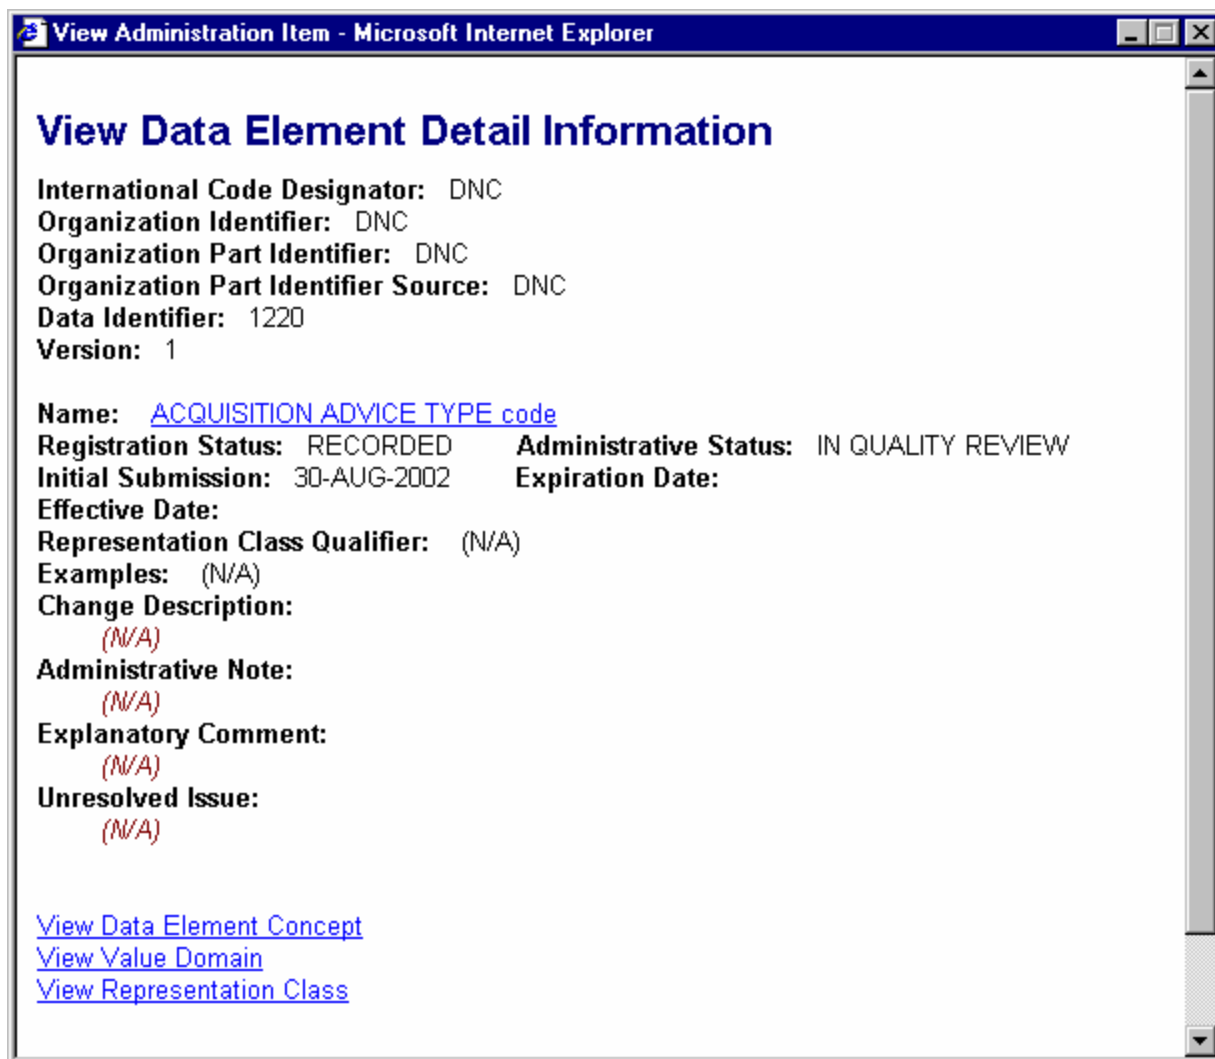 View Administration Item - Microsoft Internet Explorer
View Data Element Detail Information
International Code Designator: DNC
Organization Identifier: DNC
Organization Part Identifier: DNC
Organization Part Identifier Source: DNC
Data Identifier: 1220
Version: 1
Name: ACQUISITION ADVICE TYPE code
Registration Status: RECORDED Administrative Status: IN QUALITY REVIEW
Initial Submission: 30-AUG-2002 Expiration Date:
Effective Date:
Representation Class Qualifier: (N/A)
Examples: (N/A)
Change Description:
(N/A)
Administrative Note:
(N/A)
Explanatory Comment:
(N/A)
Unresolved Issue:
(N/A)
View Data Element Concept
View Value Domain
View Representation Class